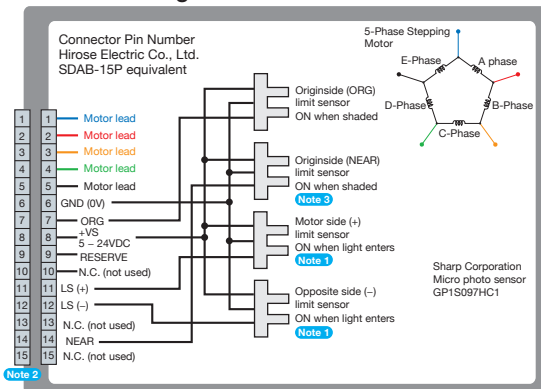 Connector Pin Number
Hirose Electric Co., Ltd.
SDAB-15P equivalent
5-Phase Stepping
Motor
E-Phase
A phase
D-Phase
B-Phase
C-Phase
1 1 Motor lead
2 2 Motor lead
3 3 Motor lead
4 4 Motor lead
5 5 Motor lead
6 6 GND (0V)
7 7 ORG
8 8 +VS
5 – 24VDC
9 9 RESERVE
10 10 N.C. (not used)
11 11 LS (+)
12 12 LS (–)
13 13 N.C. (not used)
14 14 NEAR
15 15 N.C. (not used)
Note 2
Originside (ORG)
limit sensor
ON when shaded
Originside (NEAR)
limit sensor
ON when shaded
Note 3
Motor side (+)
limit sensor
ON when light enters
Note 1
Opposite side (–)
limit sensor
ON when light enters
Note 1
Sharp Corporation
Micro photo sensor
GP1S097HC1